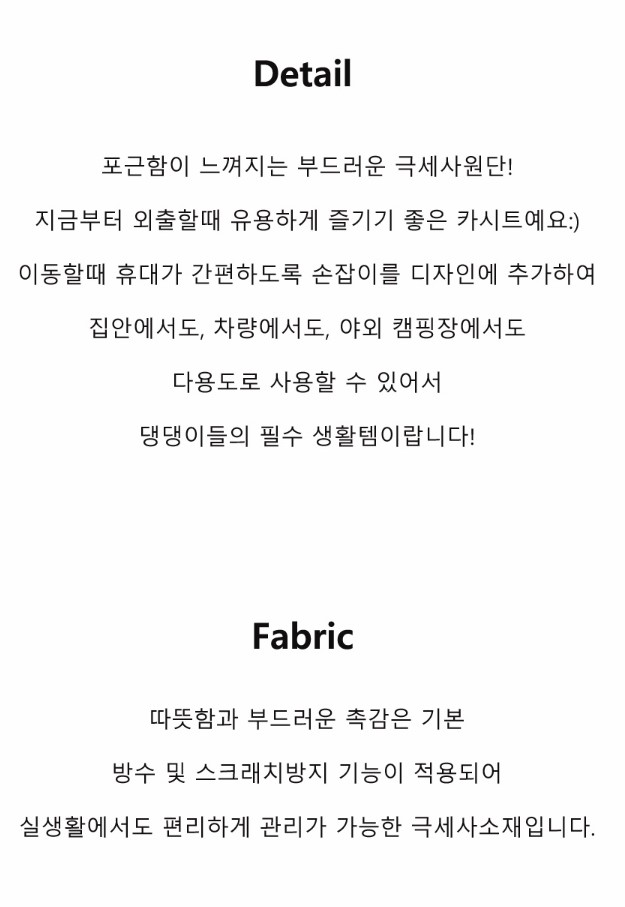 Detail
포근함이 느껴지는 부드러운 극세사원단!
지금부터 외출할때 유용하게 즐기기 좋은 카시트예요:)
이동할때 휴대가 간편하도록 손잡이를 디자인에 추가하여
집안에서도, 차량에서도, 야외 캠핑장에서도
다용도로 사용할 수 있어서
댕댕이들의 필수 생활템이랍니다!
Fabric
따뜻함과 부드러운 촉감은 기본
방수 및 스크래치방지 기능이 적용되어
실생활에서도 편리하게 관리가 가능한 극세사소재입니다.